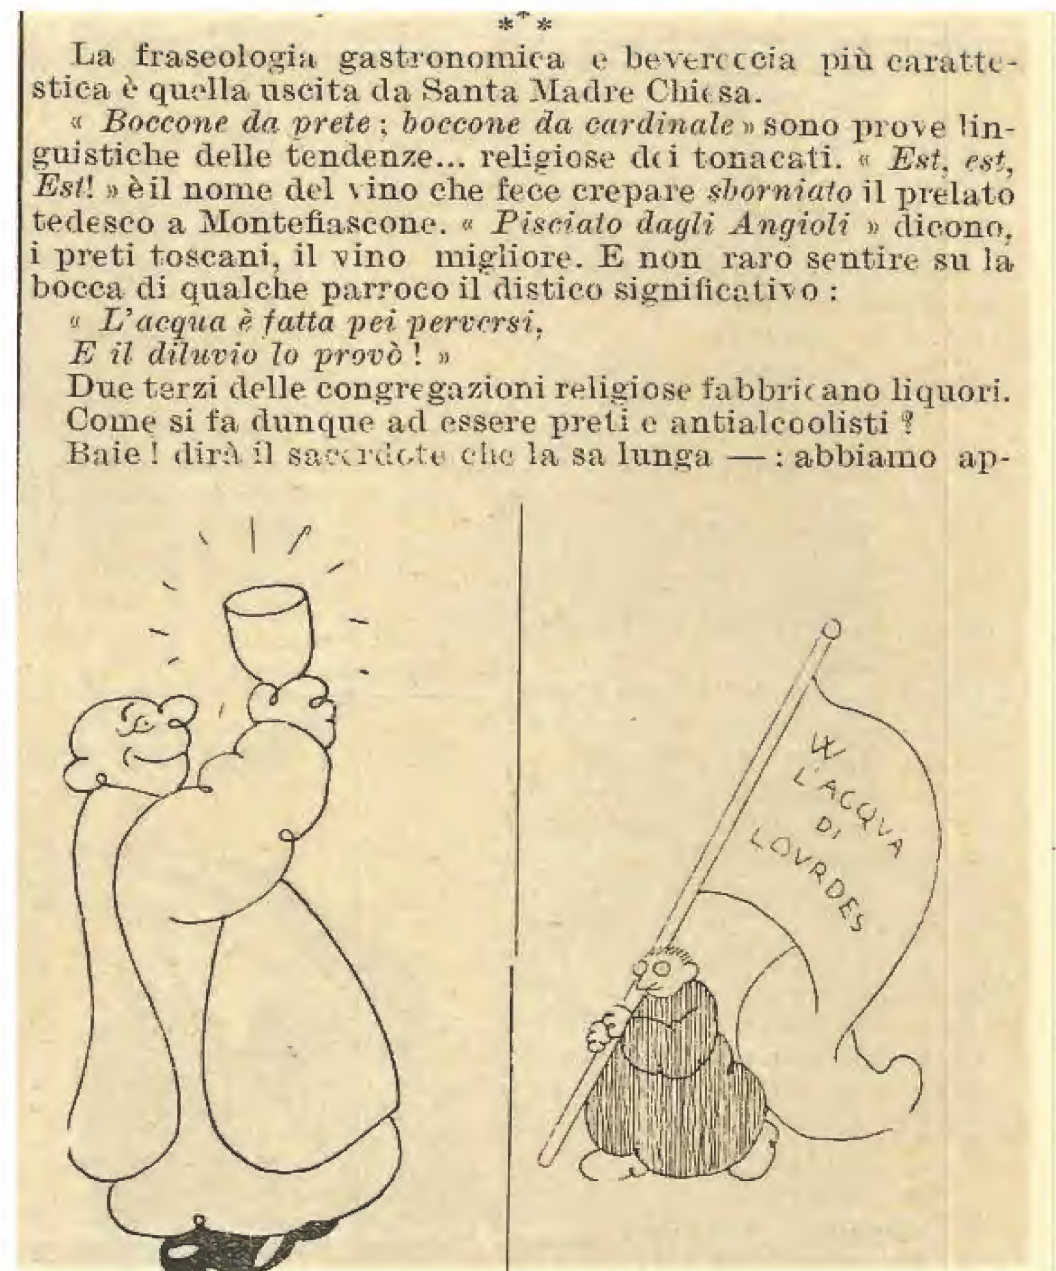 ***
La fraseologia gastronomica e bevereccia più caratte-
stica è quella uscita da Santa Madre Chiesa.
« Boccone da prete ; boccone da cardinale » sono prove lin-
guistiche delle tendenze... religiose dei tonacati. « Est, est,
Est! » è il nome del vino che fece crepare sborniato il prelato
tedesco a Montefiascone. « Pisciato dagli Angioli » dicono,
i preti toscani, il vino migliore. E non raro sentire su la
bocca di qualche parroco il distico significativo :
« L'acqua è fatta pei perversi,
E il diluvio lo provò ! »
Due terzi delle congregazioni religiose fabbricano liquori.
Come si fa dunque ad essere preti e antialcoolisti ?
Baie ! dirà il sacerdote che la sa lunga — : abbiamo ap-
W
L'ACQVA
DI
LOVRDES